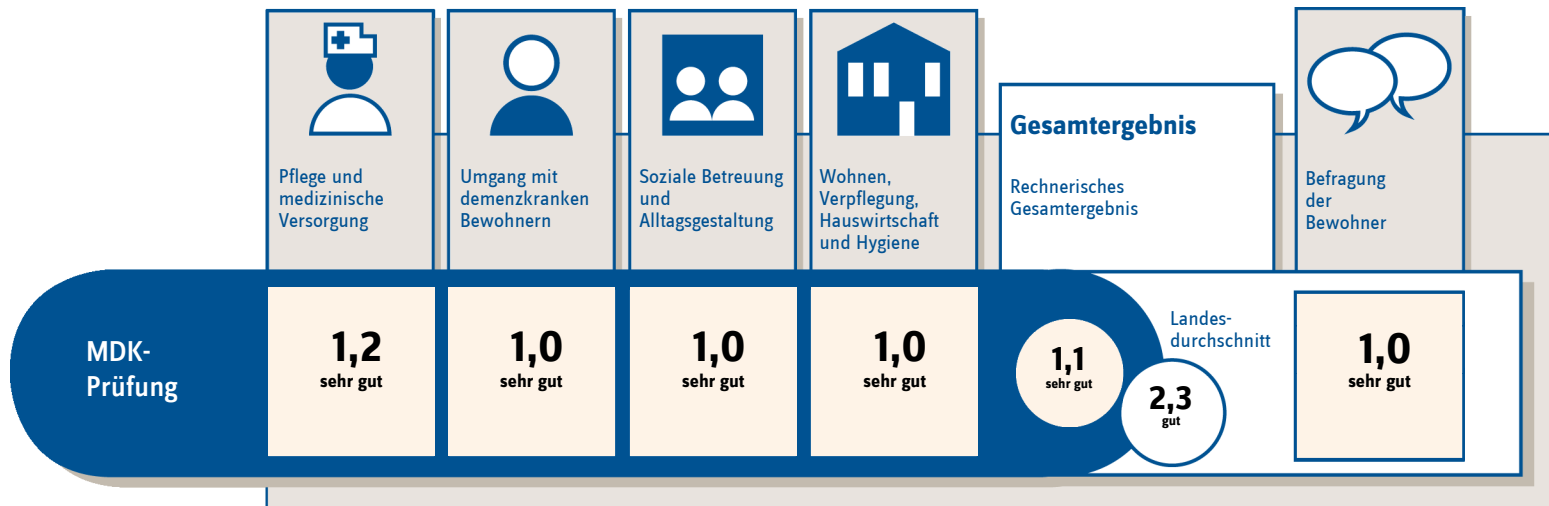 Pflege und
medizinische
Versorgung
Umgang mit
demenzkranken
Bewohnern
Soziale Betreuung
und
Alltagsgestaltung
Wohnen,
Verpflegung,
Hauswirtschaft
und Hygiene
Gesamtergebnis
Rechnerisches
Gesamtergebnis
Befragung
der
Bewohner
MDK-
Prüfung
1,2
sehr gut
1,0
sehr gut
1,0
sehr gut
1,0
sehr gut
1,1
sehr gut
Landes-
durchschnitt
2,3
gut
1,0
sehr gut